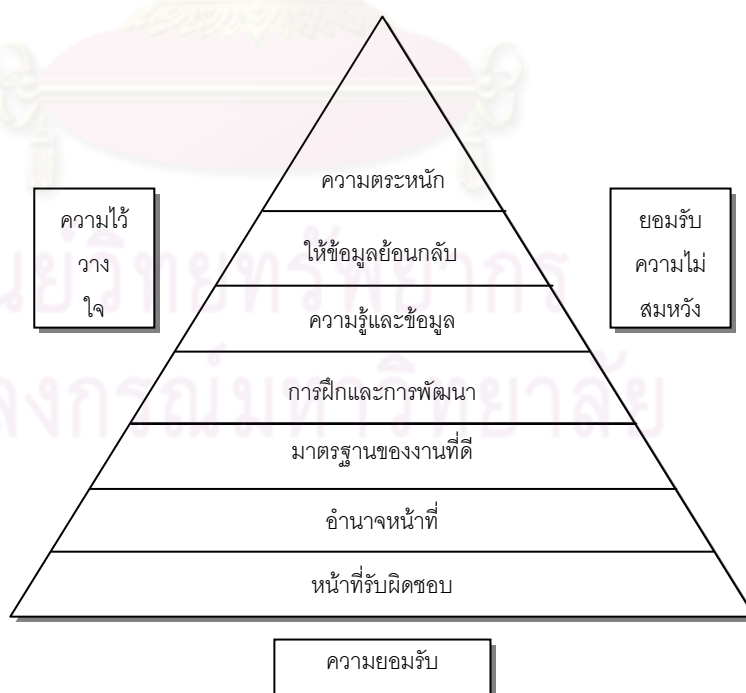 ความตระหนัก
ความไว้
วาง
ใจ
ให้ข้อมูลย้อนกลับ
ยอมรับ
ความไม่
สมหวัง
ความรู้และข้อมูล
การฝึกและการพัฒนา
มาตรฐานของงานที่ดี
อำนาจหน้าที่
หน้าที่รับผิดชอบ
ความยอมรับ